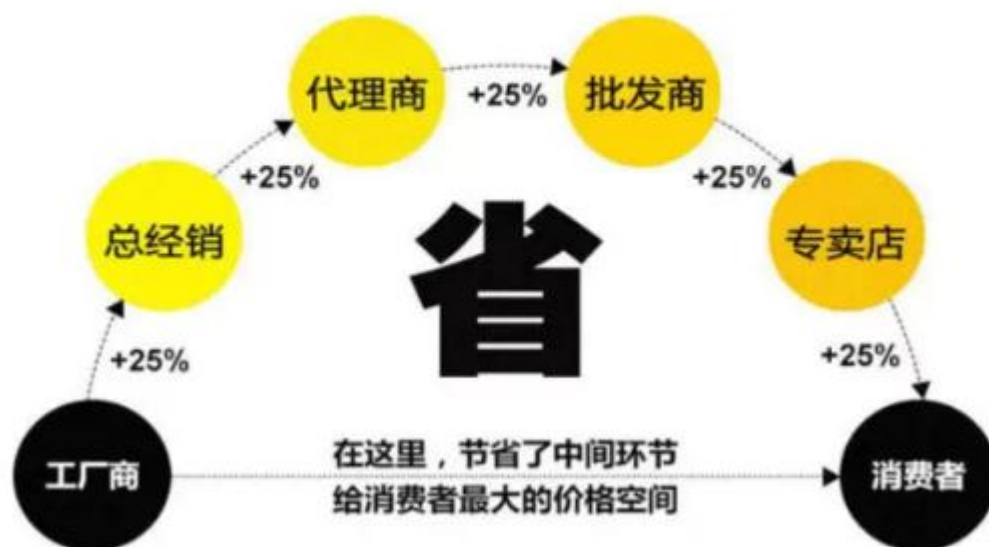 代理商
+25%
批发商
+25%
+25%
总经销
专卖店
省
+25%
+25%
工厂商
在这里，节省了中间环节
给消费者最大的价格空间
消费者